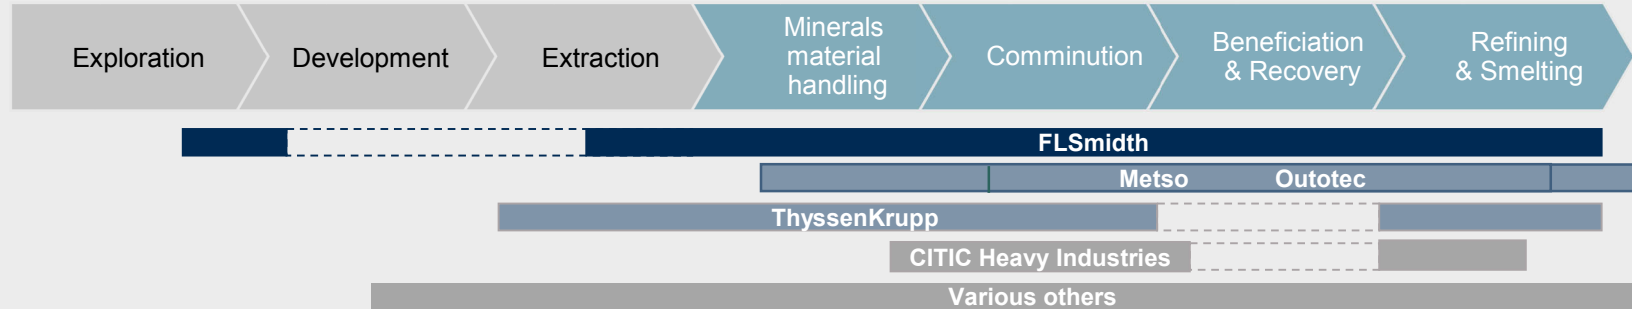 Exploration
Development
Extraction
Minerals
material
handling
Comminution
Beneficiation
& Recovery
Refining
& Smelting
FLSmidth
Metso Outotec
ThyssenKrupp
CITIC Heavy Industries
Various others